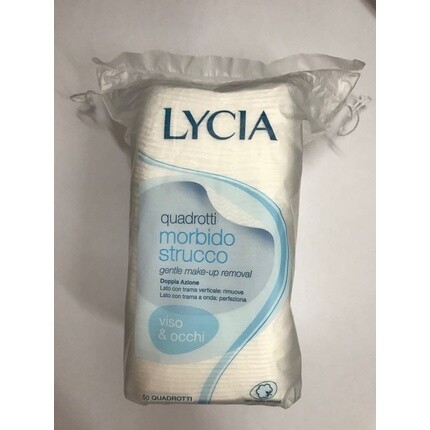 LYCIA
quadrotti
morbido
strucco
gentle make-up removal
Doppia Azione
Lato con trama verticale: rimuove
Lato con trama a onda: perfeziona
viso
& occhi
50 QUADROTTI